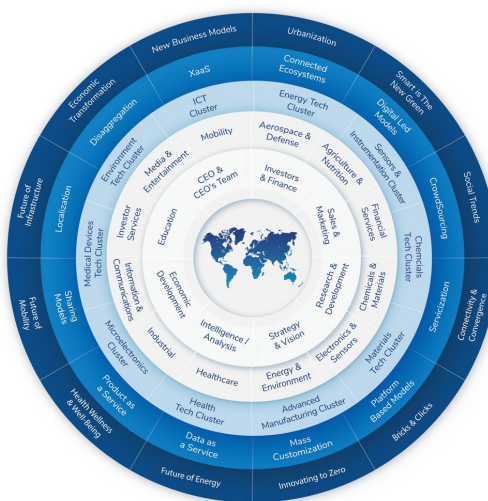 Urbanization
Smart is The
New Green
Social Trends
Connectivity &
Convergence
Bricks & Clicks
Innovating to Zero
Future of Energy
Health Wellness
& Well-Being
Future of
Mobility
Future of
Infrastructure
Economic
Transformation
New Business Models
Connected
Ecosystems
Digital Led
Models
CrowdSourcing
Servicization
Platform
Based Models
Mass
Customization
Data as
a Service
Product as
a Service
Sharing
Models
Localization
Disaggregation
XaaS
Energy Tech
Cluster
Sensors &
Instrumentation Cluster
Chemcials
Tech Cluster
Materials
Tech Cluster
Advanced
Manufacturing Cluster
Health
Tech Cluster
Microelectronics
Cluster
Medical Devices
Tech Cluster
Environment
Tech Cluster
ICT
Cluster
Aerospace &
Defense
Agriculture &
Nutrition
Financial
Services
Chemicals &
Materials
Electronics &
Sensors
Energy &
Environment
Healthcare
Industrial
Information &
Communications
Investor
Services
Media &
Entertainment
Mobility
Investors
& Finance
Sales &
Marketing
Research &
Development
Strategy
& Vision
Intelligence /
Analysis
Economic
Development
Education
CEO &
CEO's Team